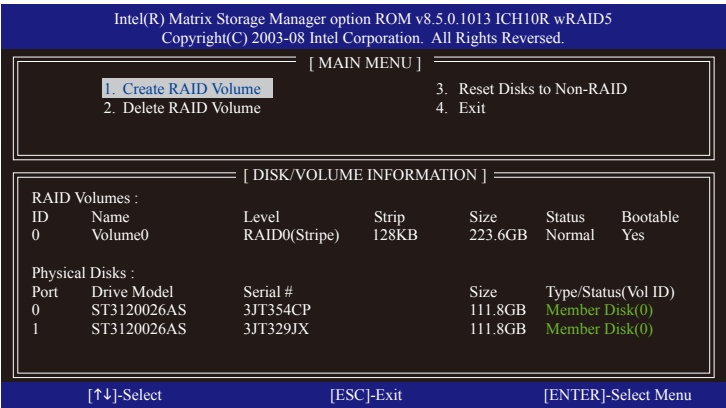 Intel(R) Matrix Storage Manager option ROM v8.5.0.1013 ICH10R wRAID5
Copyright(C) 2003-08 Intel Corporation. All Rights Reversed.
[ MAIN MENU ]
1. Create RAID Volume 3. Reset Disks to Non-RAID
2. Delete RAID Volume 4. Exit
[ DISK/VOLUME INFORMATION ]
RAID Volumes :
ID Name Level Strip Size Status Bootable
0 Volume0 RAID0(Stripe) 128KB 223.6GB Normal Yes
Physical Disks :
Port Drive Model Serial # Size Type/Status(Vol ID)
0 ST3120026AS 3JT354CP 111.8GB Member Disk(0)
1 ST3120026AS 3JT329JX 111.8GB Member Disk(0)
[↑↓]-Select [ESC]-Exit [ENTER]-Select Menu